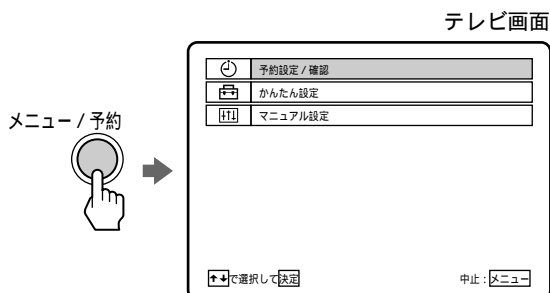 テレビ画面
メニュー / 予約
予約設定 / 確認
かんたん設定
マニュアル設定
↑↓で選択して決定 中止 : メニュー